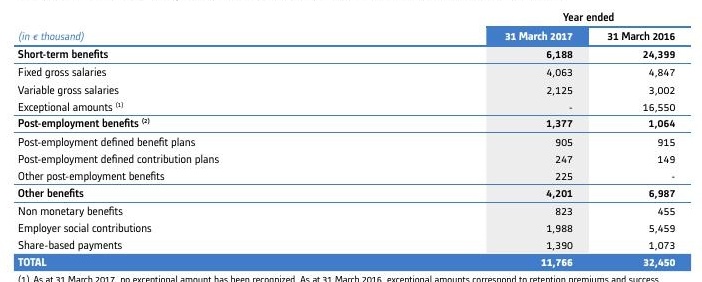 Year ended
(in € thousand) 31 March 2017 31 March 2016
Short-term benefits 6,188 24,399
Fixed gross salaries 4,063 4,847
Variable gross salaries 2,125 3,002
Exceptional amounts (1) - 16,550
Post-employment benefits (2) 1,377 1,064
Post-employment defined benefit plans 905 915
Post-employment defined contribution plans 247 149
Other post-employment benefits 225 -
Other benefits 4,201 6,987
Non monetary benefits 823 455
Employer social contributions 1,988 5,459
Share-based payments 1,390 1,073
TOTAL 11,766 32,450
(1) As at 31 March 2017, no exceptional amount has been recognized. As at 31 March 2016, exceptional amounts correspond to retention premiums and success